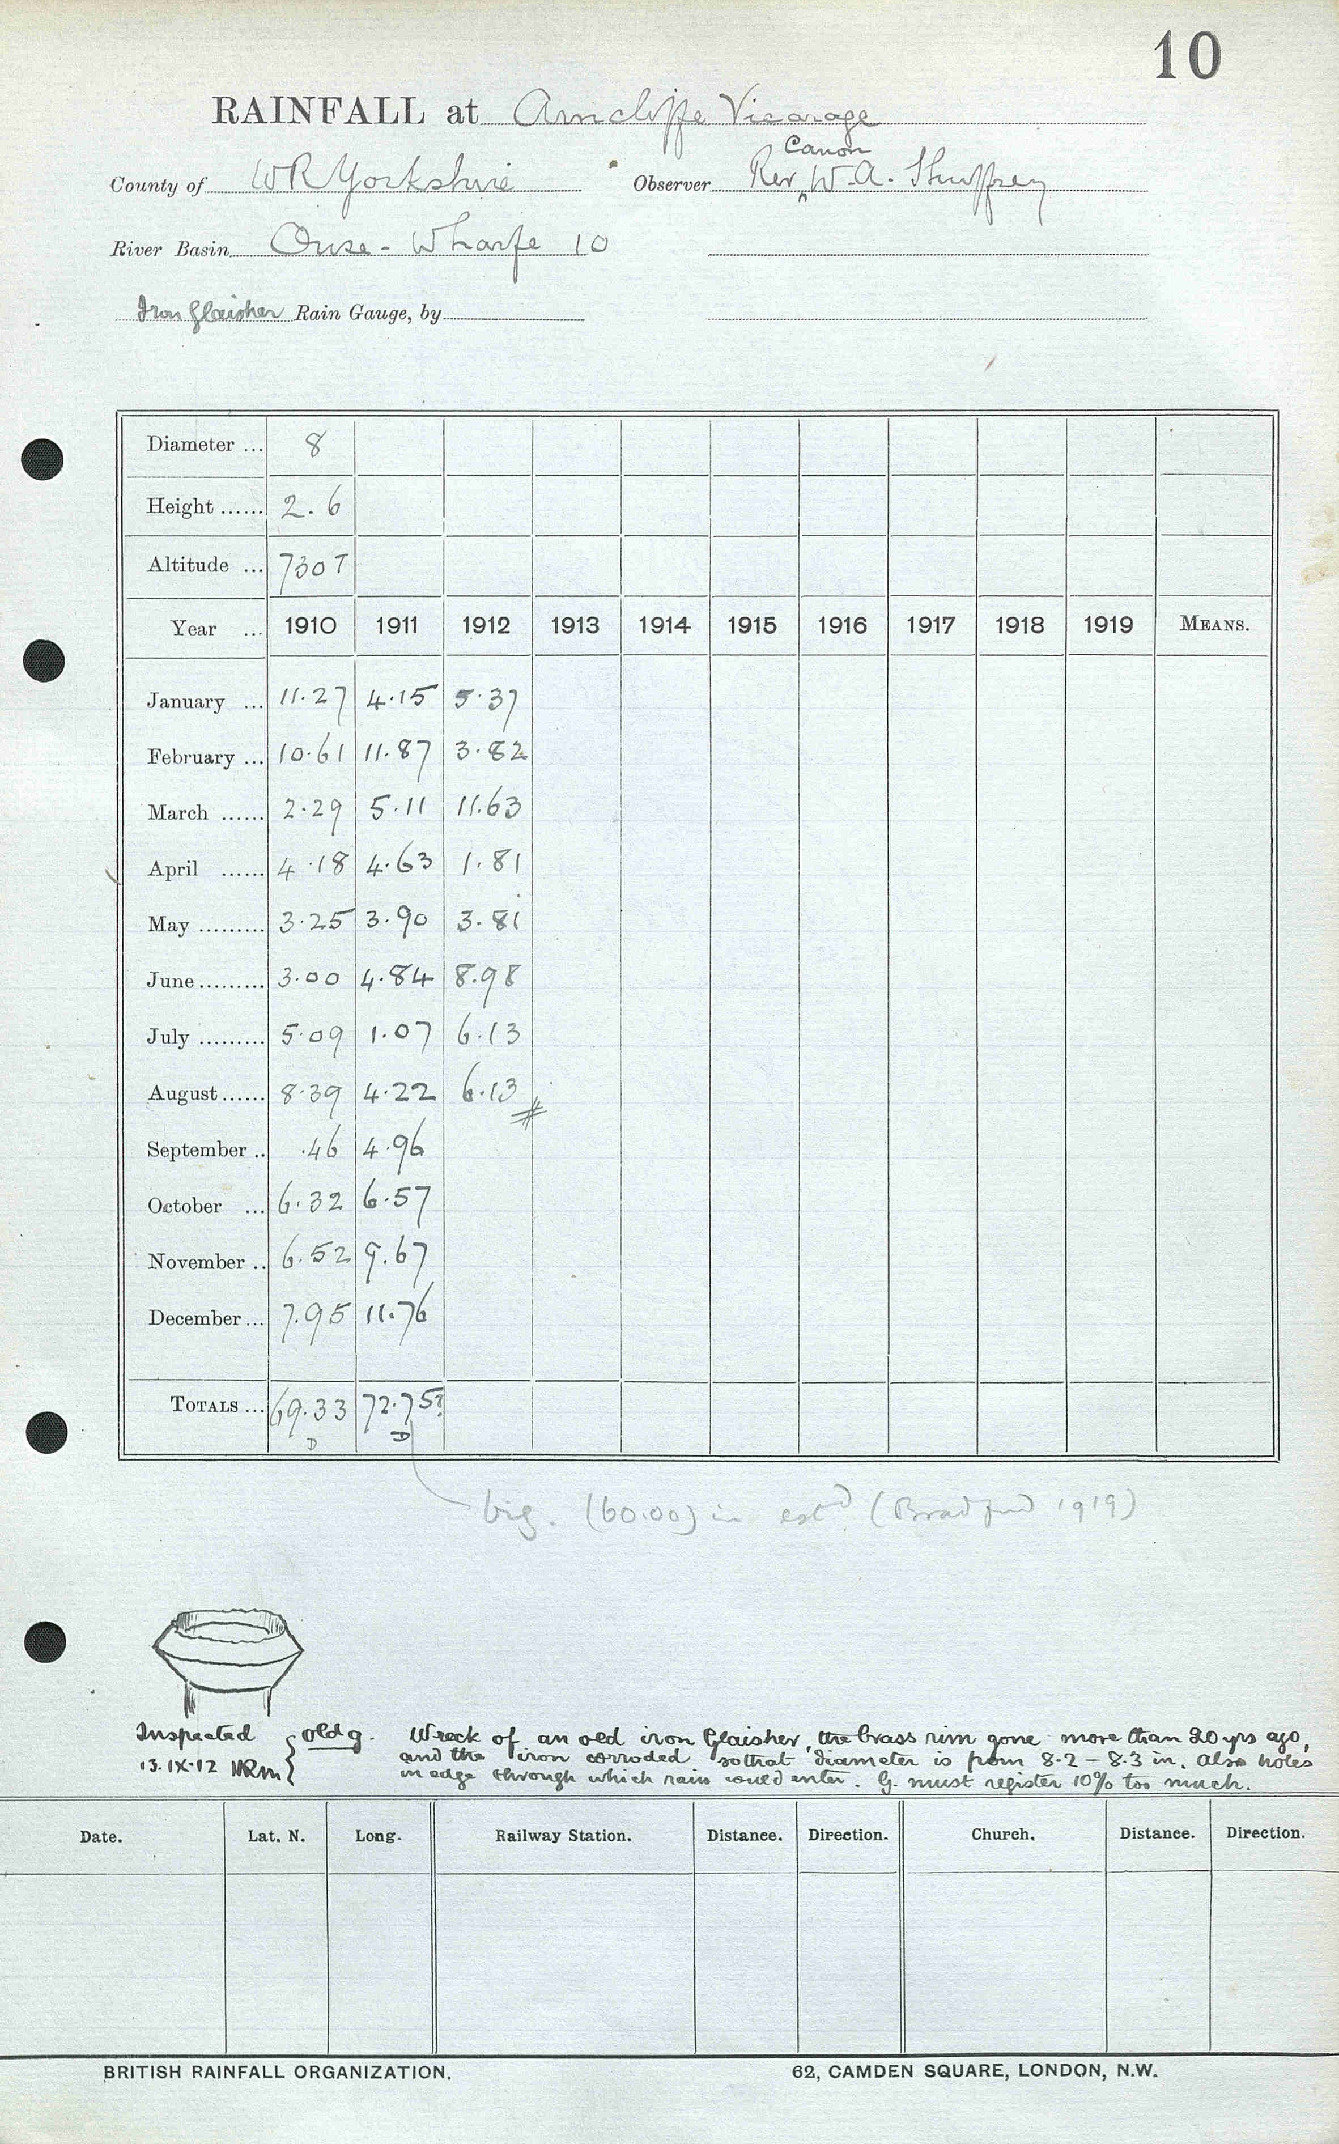 10
RAINFALL at Arncliffe Vicarage
Canon
County of WR Yorkshire Observer Rev W.A. Shuffrey
River Basin Ouse - Wharfe 10
Iron Glaisher Rain Gauge, by
Diameter ... 8
Height ...... 2.6
Altitude ... 730T
Year ... 1910 1911 1912 1913 1914 1915 1916 1917 1918 1919 MEANS.
January ... 11.27 4.15 5.37
February ... 10.61 11.87 3.82
March ...... 2.29 5.11 11.63
April ...... 4.18 4.63 1.81
May ......... 3.25 3.90 3.81
June ......... 3.00 4.84 8.98
July ......... 5.09 1.07 6.13
August ...... 8.39 4.22 6.13
September .. .46 4.96
October ... 6.32 6.57
November .. 6.52 9.67
December ... 7.95 11.76
TOTALS ... 69.33 72.75?
D D
big. (60.00) in estd (Bradford 1919)
Inspected old g. Wreck of an old iron Glaisher, the brass rim gone more than 20 yrs ago,
13.IX.12 and the iron corroded so that diameter is from 8.2 - 8.3 in. Also holes
in edge through which rain could enter. G. must register 10% too much.
Date. Lat. N. Long. Railway Station. Distance. Direction. Church. Distance. Direction.
BRITISH RAINFALL ORGANIZATION. 62, CAMDEN SQUARE, LONDON, N.W.